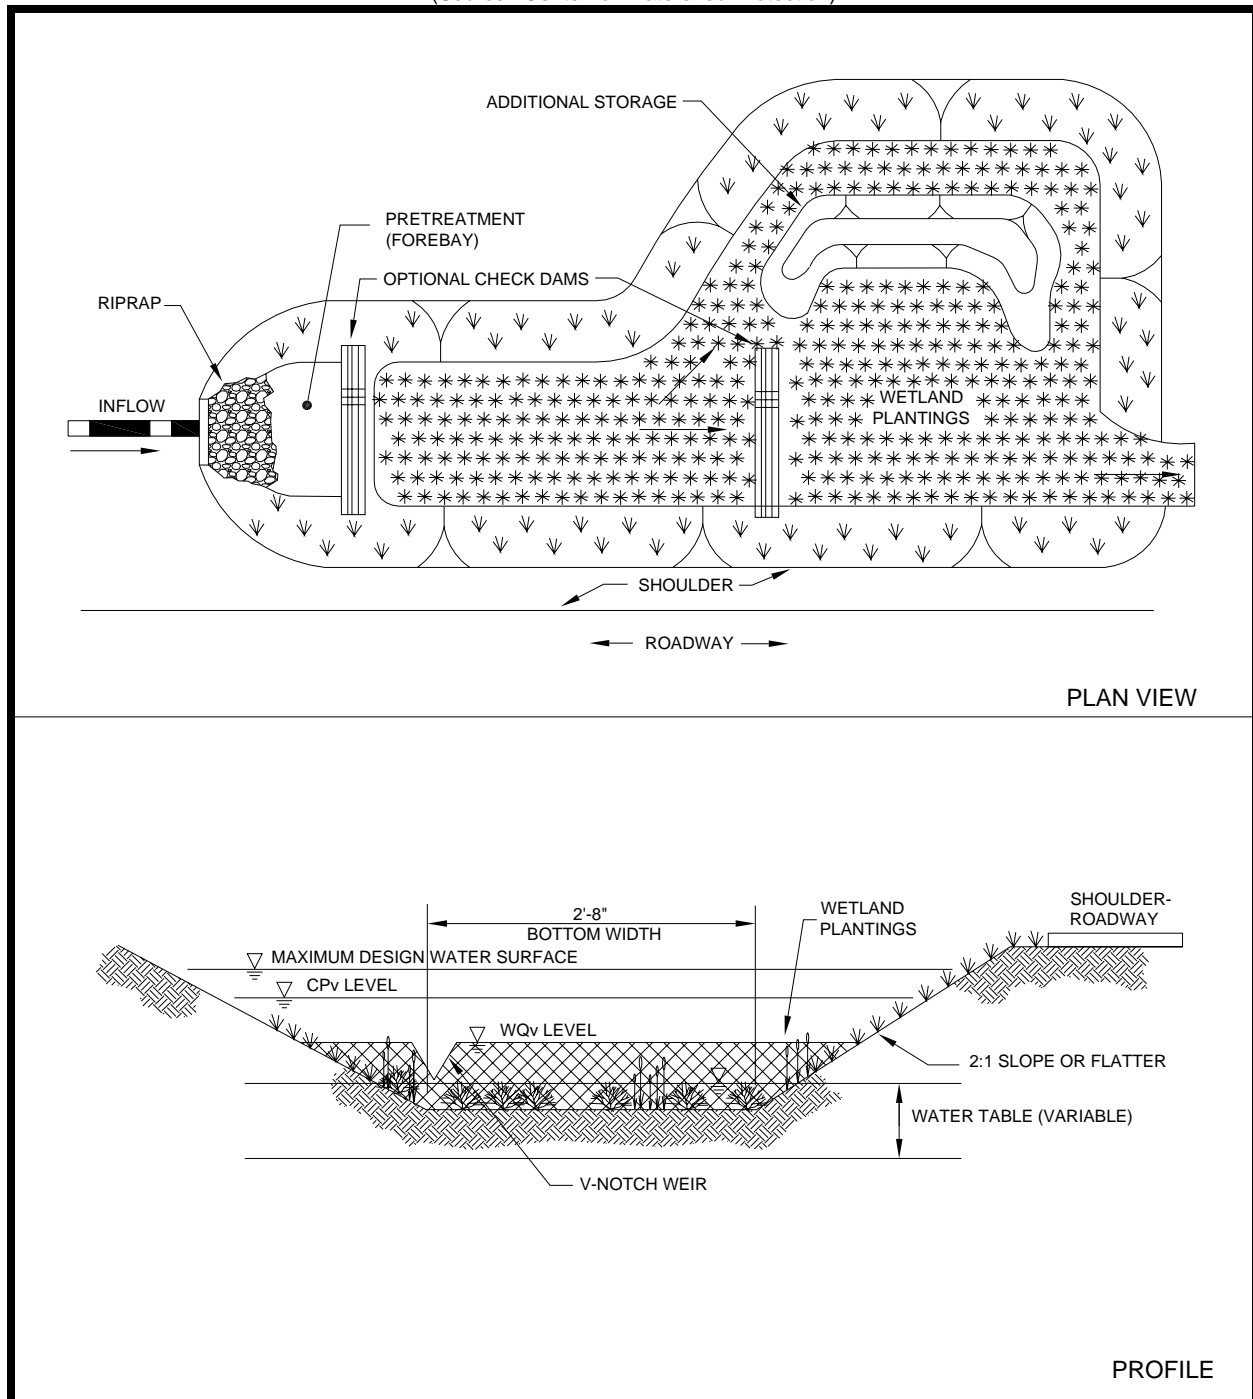 ADDITIONAL STORAGE
PRETREATMENT
(FOREBAY)
OPTIONAL CHECK DAMS
RIPRAP
INFLOW
WETLAND
PLANTINGS
SHOULDER
ROADWAY
PLAN VIEW
2'-8"
BOTTOM WIDTH
WETLAND
PLANTINGS
SHOULDER-
ROADWAY
MAXIMUM DESIGN WATER SURFACE
CPv LEVEL
WQv LEVEL
2:1 SLOPE OR FLATTER
WATER TABLE (VARIABLE)
V-NOTCH WEIR
PROFILE